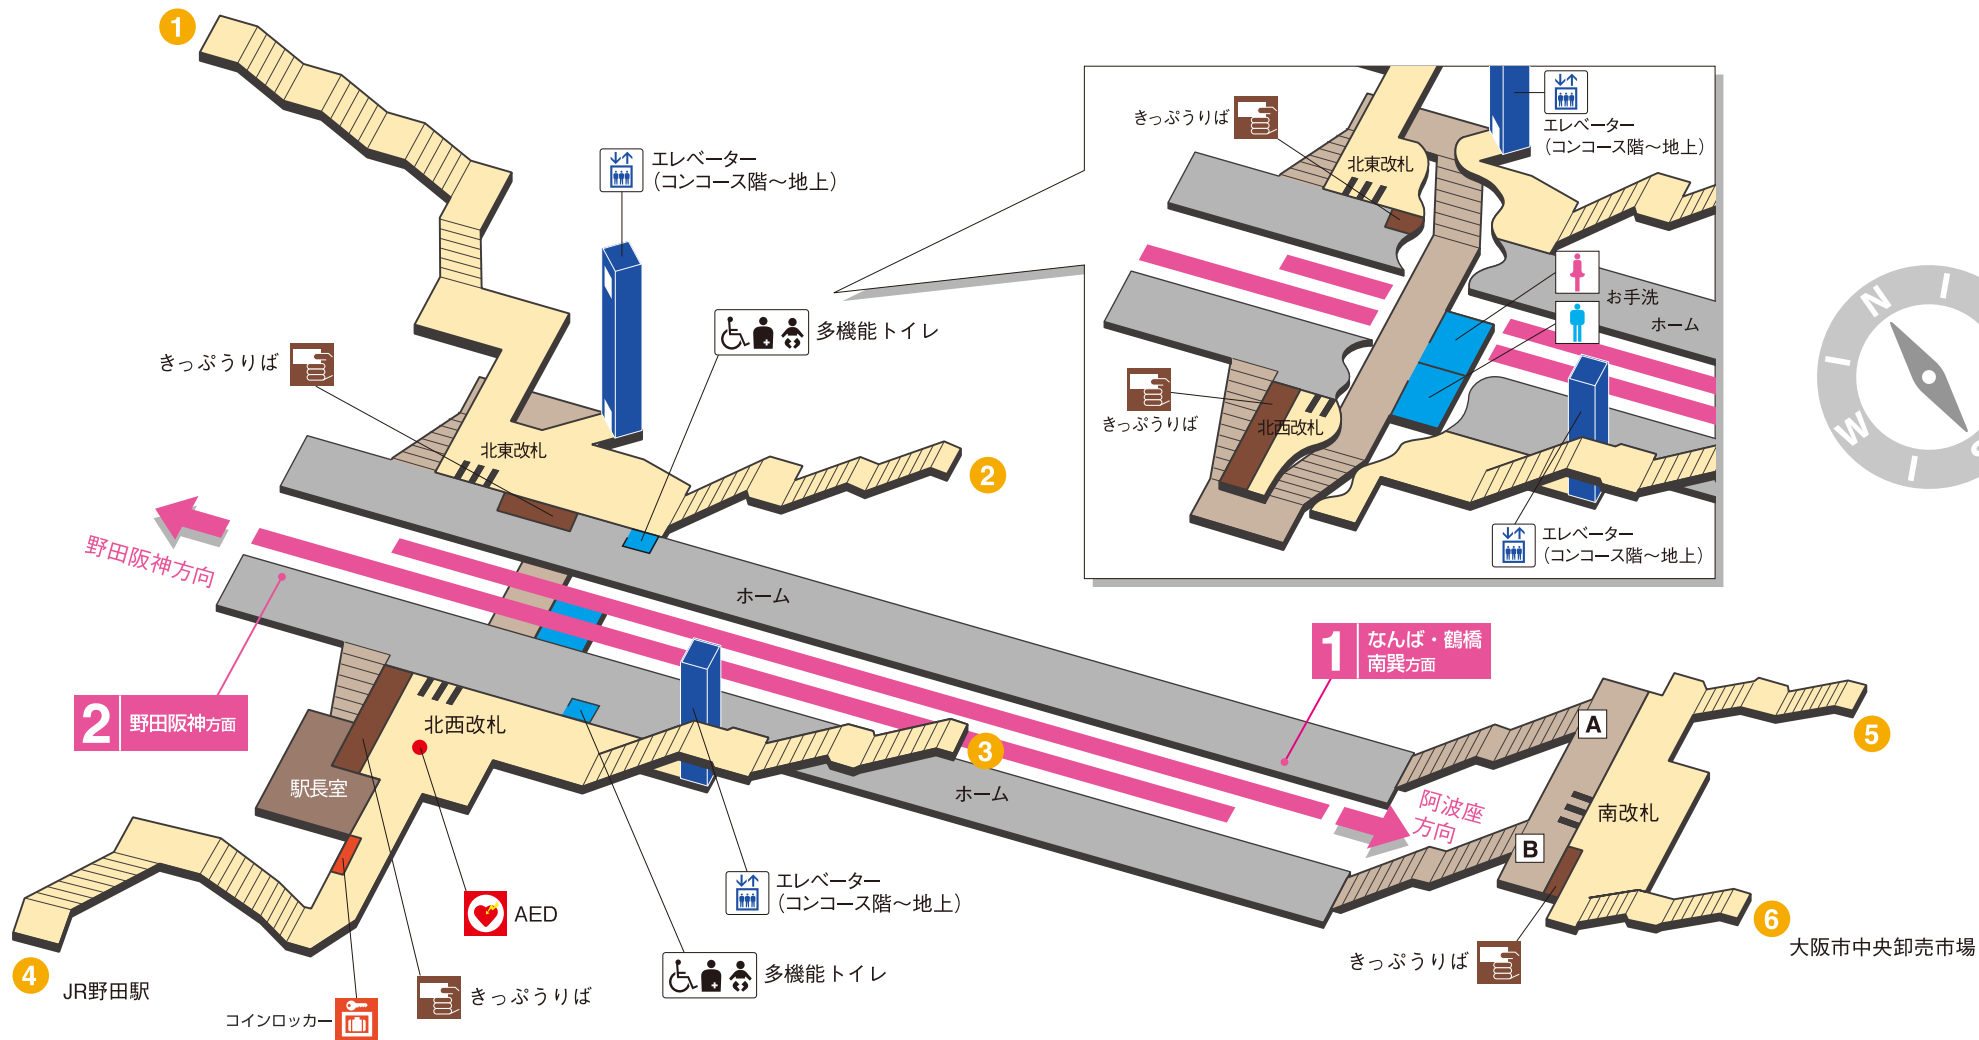 1
エレベーター
(コンコース階～地上)
きっぷうりば
エレベーター
(コンコース階～地上)
北東改札
きっぷうりば
多機能トイレ
お手洗
ホーム
N
W
S
きっぷうりば
北西改札
エレベーター
(コンコース階～地上)
北東改札
2
野田阪神方向
ホーム
1 なんば・鶴橋
南巽方面
2 野田阪神方面
北西改札
3
A
5
駅長室
ホーム
阿波座
方向
南改札
B
エレベーター
(コンコース階～地上)
AED
6
大阪市中央卸売市場
きっぷうりば
多機能トイレ
4
JR野田駅
きっぷうりば
コインロッカー